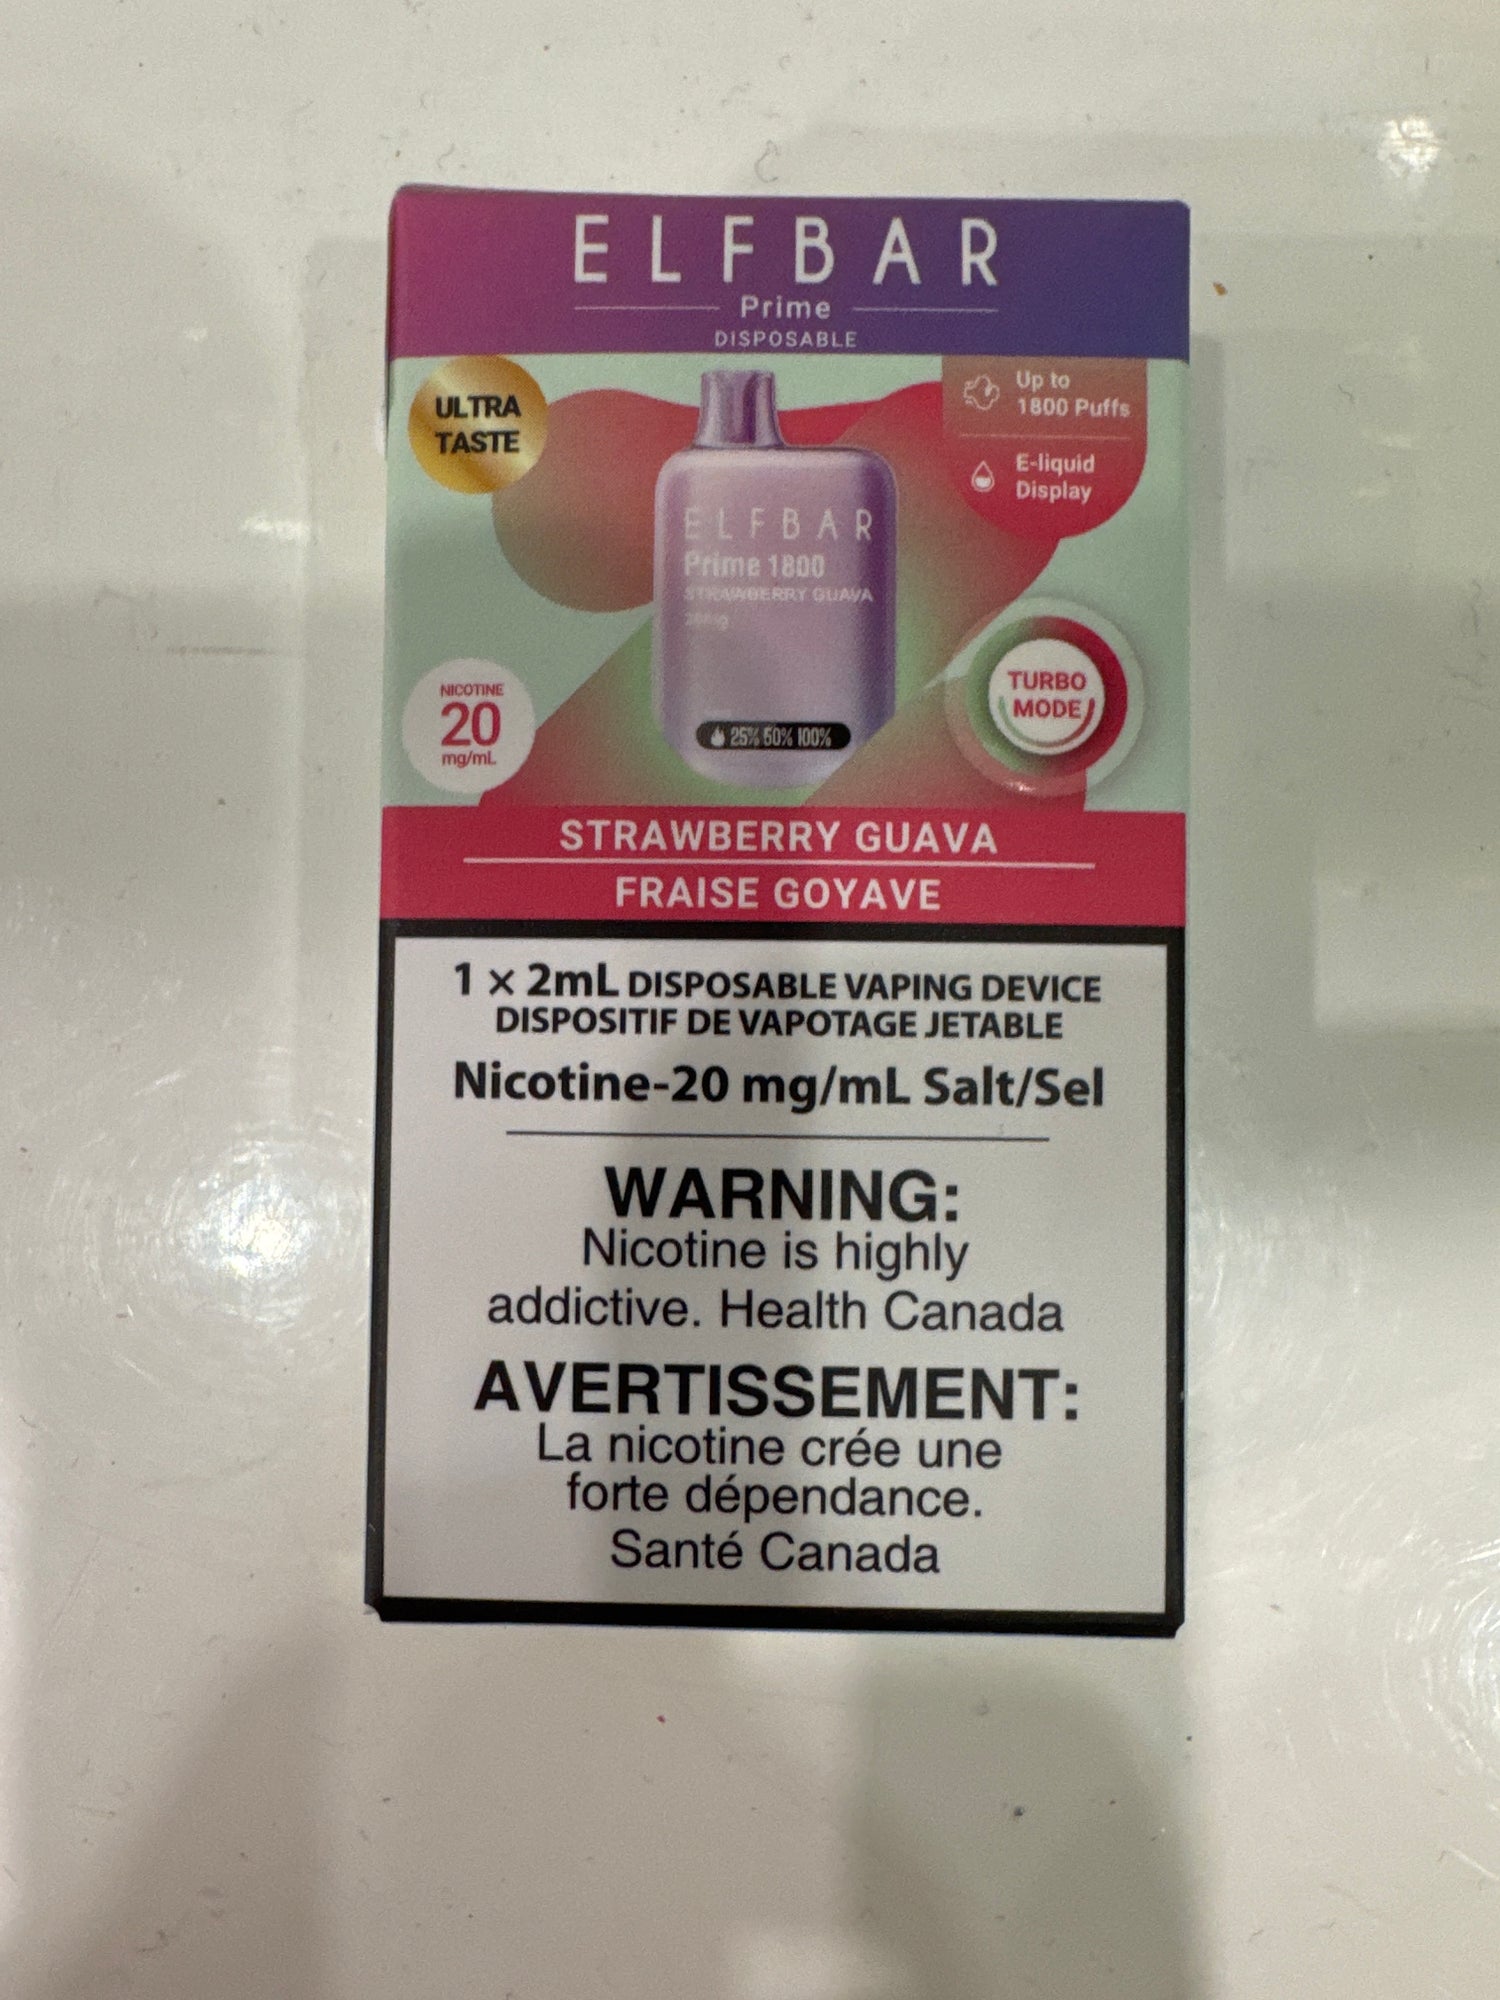 ELFBAR
Prime
DISPOSABLE
ULTRA
TASTE
Up to
1800 Puffs
E-liquid
Display
ELFBAR
Prime 1800
STRAWBERRY GUAVA
20mg
NICOTINE
20
mg/mL
TURBO
MODE
25% 50% 100%
STRAWBERRY GUAVA
FRAISE GOYAVE
1 × 2mL DISPOSABLE VAPING DEVICE
DISPOSITIF DE VAPOTAGE JETABLE
Nicotine-20 mg/mL Salt/Sel
WARNING:
Nicotine is highly
addictive. Health Canada
AVERTISSEMENT:
La nicotine crée une
forte dépendance.
Santé Canada